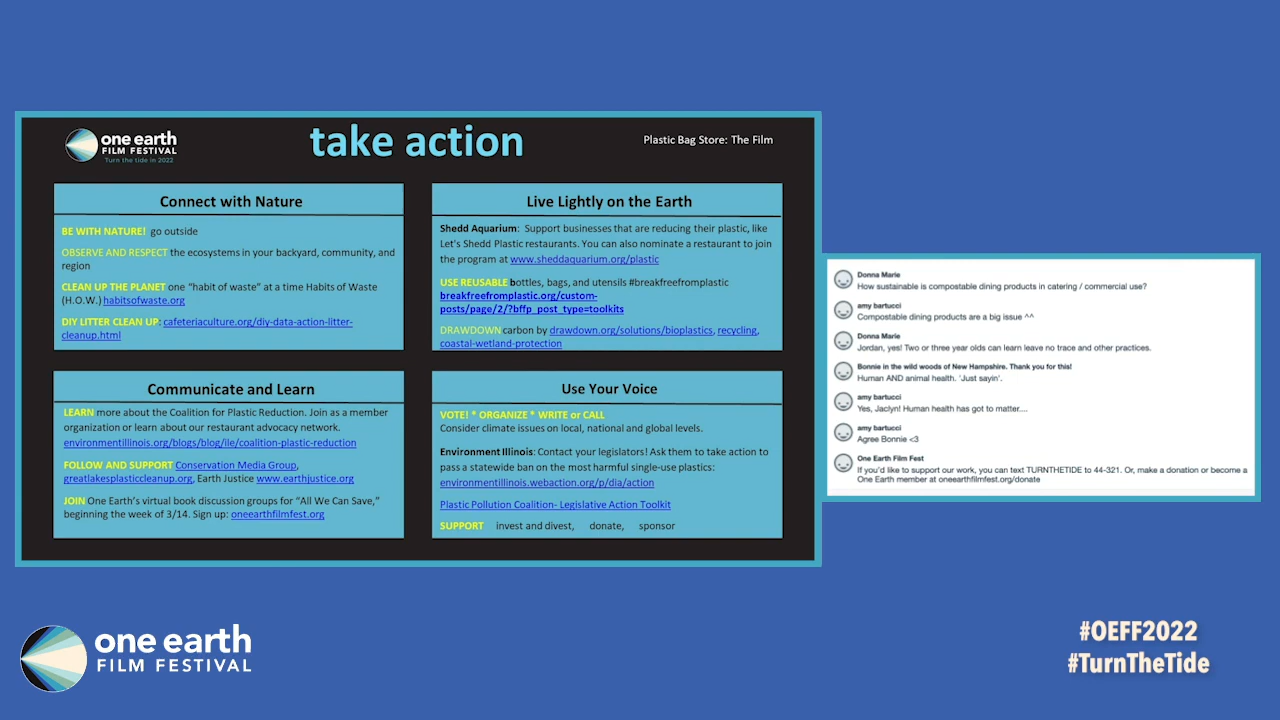 one earth
FILM FESTIVAL
Turn the tide in 2022
take action
Plastic Bag Store: The Film
Connect with Nature
BE WITH NATURE! go outside
OBSERVE AND RESPECT the ecosystems in your backyard, community, and
region
CLEAN UP THE PLANET one “habit of waste” at a time Habits of Waste
(H.O.W.) habitsofwaste.org
DIY LITTER CLEAN UP: cafeteriaculture.org/diy-data-action-litter-
cleanup.html
Live Lightly on the Earth
Shedd Aquarium: Support businesses that are reducing their plastic, like
Let's Shedd Plastic restaurants. You can also nominate a restaurant to join
the program at www.sheddaquarium.org/plastic
USE REUSABLE bottles, bags, and utensils #breakfreefromplastic
breakfreefromplastic.org/custom-
posts/page/2/?bffp_post_type=toolkits
DRAWDOWN carbon by drawdown.org/solutions/bioplastics, recycling,
coastal-wetland-protection
Communicate and Learn
LEARN more about the Coalition for Plastic Reduction. Join as a member
organization or learn about our restaurant advocacy network.
environmentillinois.org/blogs/blog/ile/coalition-plastic-reduction
FOLLOW AND SUPPORT Conservation Media Group,
greatlakesplasticcleanup.org, Earth Justice www.earthjustice.org
JOIN One Earth’s virtual book discussion groups for “All We Can Save,”
beginning the week of 3/14. Sign up: oneearthfilmfest.org
Use Your Voice
VOTE! * ORGANIZE * WRITE or CALL
Consider climate issues on local, national and global levels.
Environment Illinois: Contact your legislators! Ask them to take action to
pass a statewide ban on the most harmful single-use plastics:
environmentillinois.webaction.org/p/dia/action
Plastic Pollution Coalition- Legislative Action Toolkit
SUPPORT invest and divest, donate, sponsor
Donna Marie
How sustainable is compostable dining products in catering / commercial use?
amy bartucci
Compostable dining products are a big issue ^^
Donna Marie
Jordan, yes! Two or three year olds can learn leave no trace and other practices.
Bonnie in the wild woods of New Hampshire. Thank you for this!
Human AND animal health. 'Just sayin'.
amy bartucci
Yes, Jaclyn! Human health has got to matter....
amy bartucci
Agree Bonnie <3
One Earth Film Fest
If you'd like to support our work, you can text TURNTHETIDE to 44-321. Or, make a donation or become a
One Earth member at oneearthfilmfest.org/donate
one earth
FILM FESTIVAL
#OEFF2022
#TurnTheTide